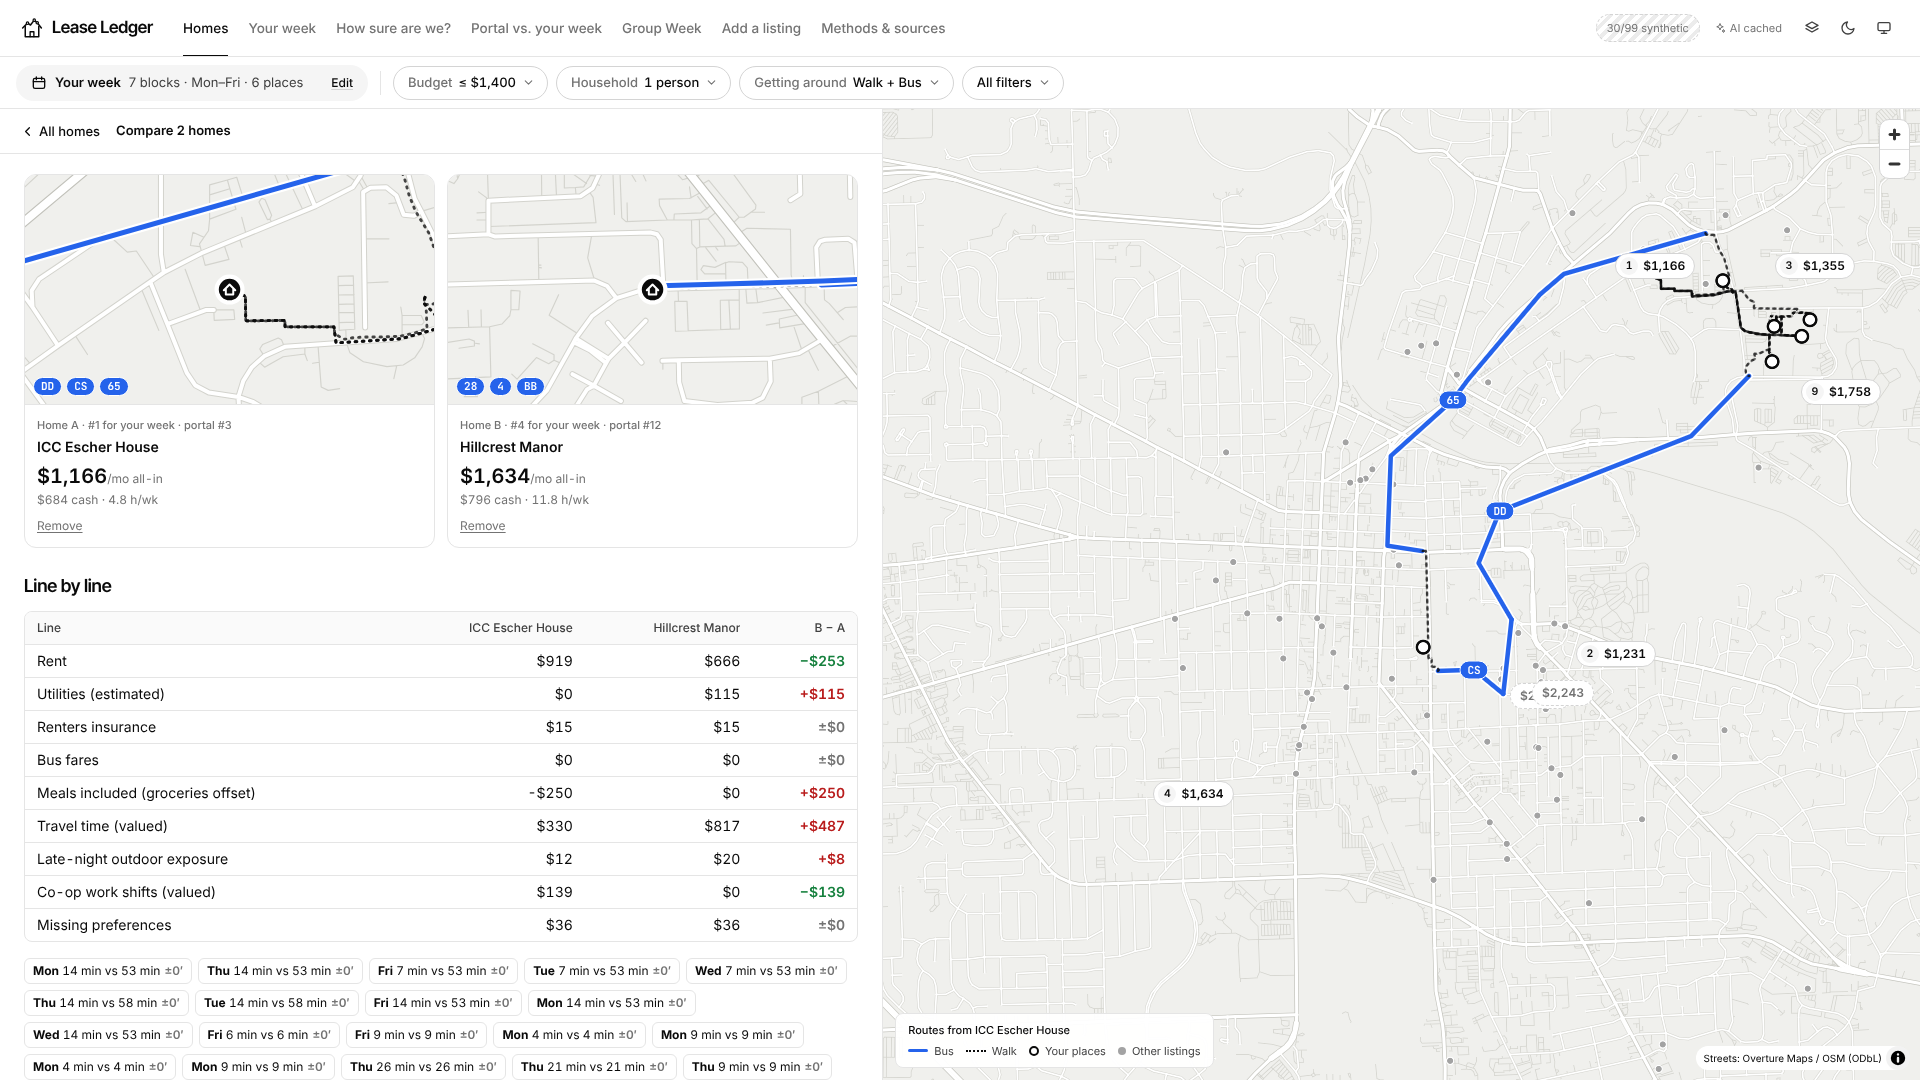 Lease Ledger
Homes
Your week
How sure are we?
Portal vs. your week
Group Week
Add a listing
Methods & sources
30/99 synthetic
AI cached
Your week 7 blocks · Mon–Fri · 6 places Edit
Budget ≤ $1,400
Household 1 person
Getting around Walk + Bus
All filters
All homes
Compare 2 homes
DD CS 65
Home A · #1 for your week · portal #3
ICC Escher House
$1,166/mo all-in
$684 cash · 4.8 h/wk
Remove
28 4 BB
Home B · #4 for your week · portal #12
Hillcrest Manor
$1,634/mo all-in
$796 cash · 11.8 h/wk
Remove
Line by line
Line ICC Escher House Hillcrest Manor B − A
Rent $919 $666 −$253
Utilities (estimated) $0 $115 +$115
Renters insurance $15 $15 ±$0
Bus fares $0 $0 ±$0
Meals included (groceries offset) -$250 $0 +$250
Travel time (valued) $330 $817 +$487
Late-night outdoor exposure $12 $20 +$8
Co-op work shifts (valued) $139 $0 −$139
Missing preferences $36 $36 ±$0
Mon 14 min vs 53 min ±0′ Thu 14 min vs 53 min ±0′ Fri 7 min vs 53 min ±0′ Tue 7 min vs 53 min ±0′ Wed 7 min vs 53 min ±0′
Thu 14 min vs 58 min ±0′ Tue 14 min vs 58 min ±0′ Fri 14 min vs 53 min ±0′ Mon 14 min vs 53 min ±0′
Wed 14 min vs 53 min ±0′ Fri 6 min vs 6 min ±0′ Fri 9 min vs 9 min ±0′ Mon 4 min vs 4 min ±0′ Mon 9 min vs 9 min ±0′
Mon 4 min vs 4 min ±0′ Mon 9 min vs 9 min ±0′ Thu 26 min vs 26 min ±0′ Thu 21 min vs 21 min ±0′ Thu 9 min vs 9 min ±0′
+
−
1 $1,166
3 $1,355
9 $1,758
65
DD
CS
2 $1,231
$2,243
4 $1,634
Routes from ICC Escher House
Bus Walk Your places Other listings
Streets: Overture Maps / OSM (ODbL)